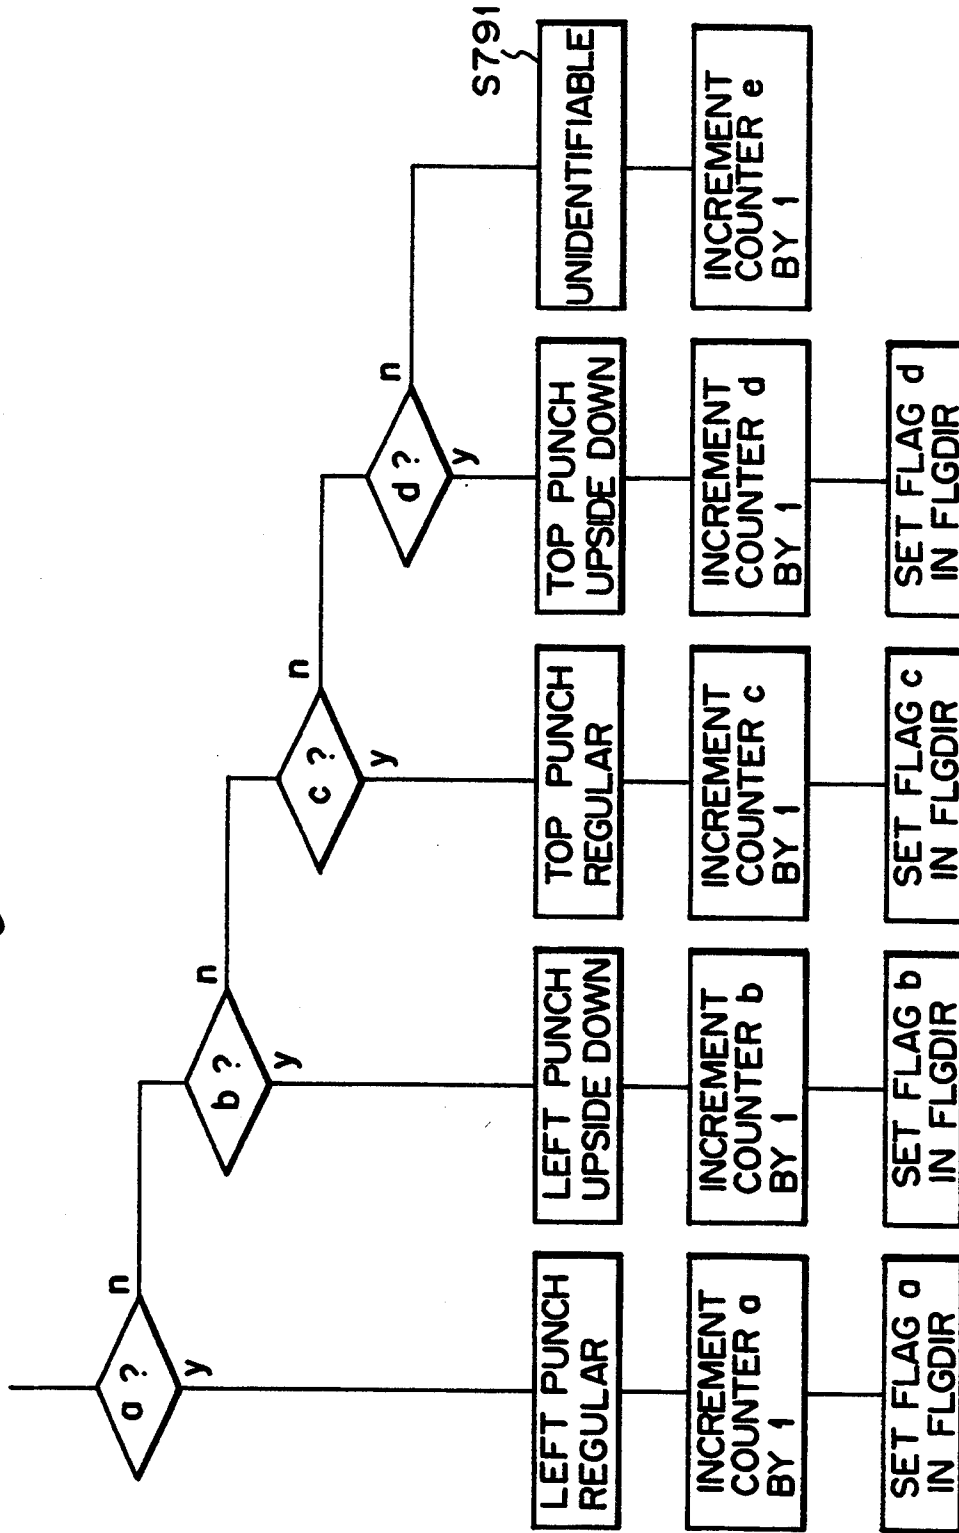 a ?
n
y
b ?
n
y
c ?
n
y
d ?
n
y
S791
LEFT PUNCH
REGULAR
LEFT PUNCH
UPSIDE DOWN
TOP PUNCH
REGULAR
TOP PUNCH
UPSIDE DOWN
UNIDENTIFIABLE
INCREMENT
COUNTER a
BY 1
INCREMENT
COUNTER b
BY 1
INCREMENT
COUNTER c
BY 1
INCREMENT
COUNTER d
BY 1
INCREMENT
COUNTER e
BY 1
SET FLAG a
IN FLGDIR
SET FLAG b
IN FLGDIR
SET FLAG c
IN FLGDIR
SET FLAG d
IN FLGDIR